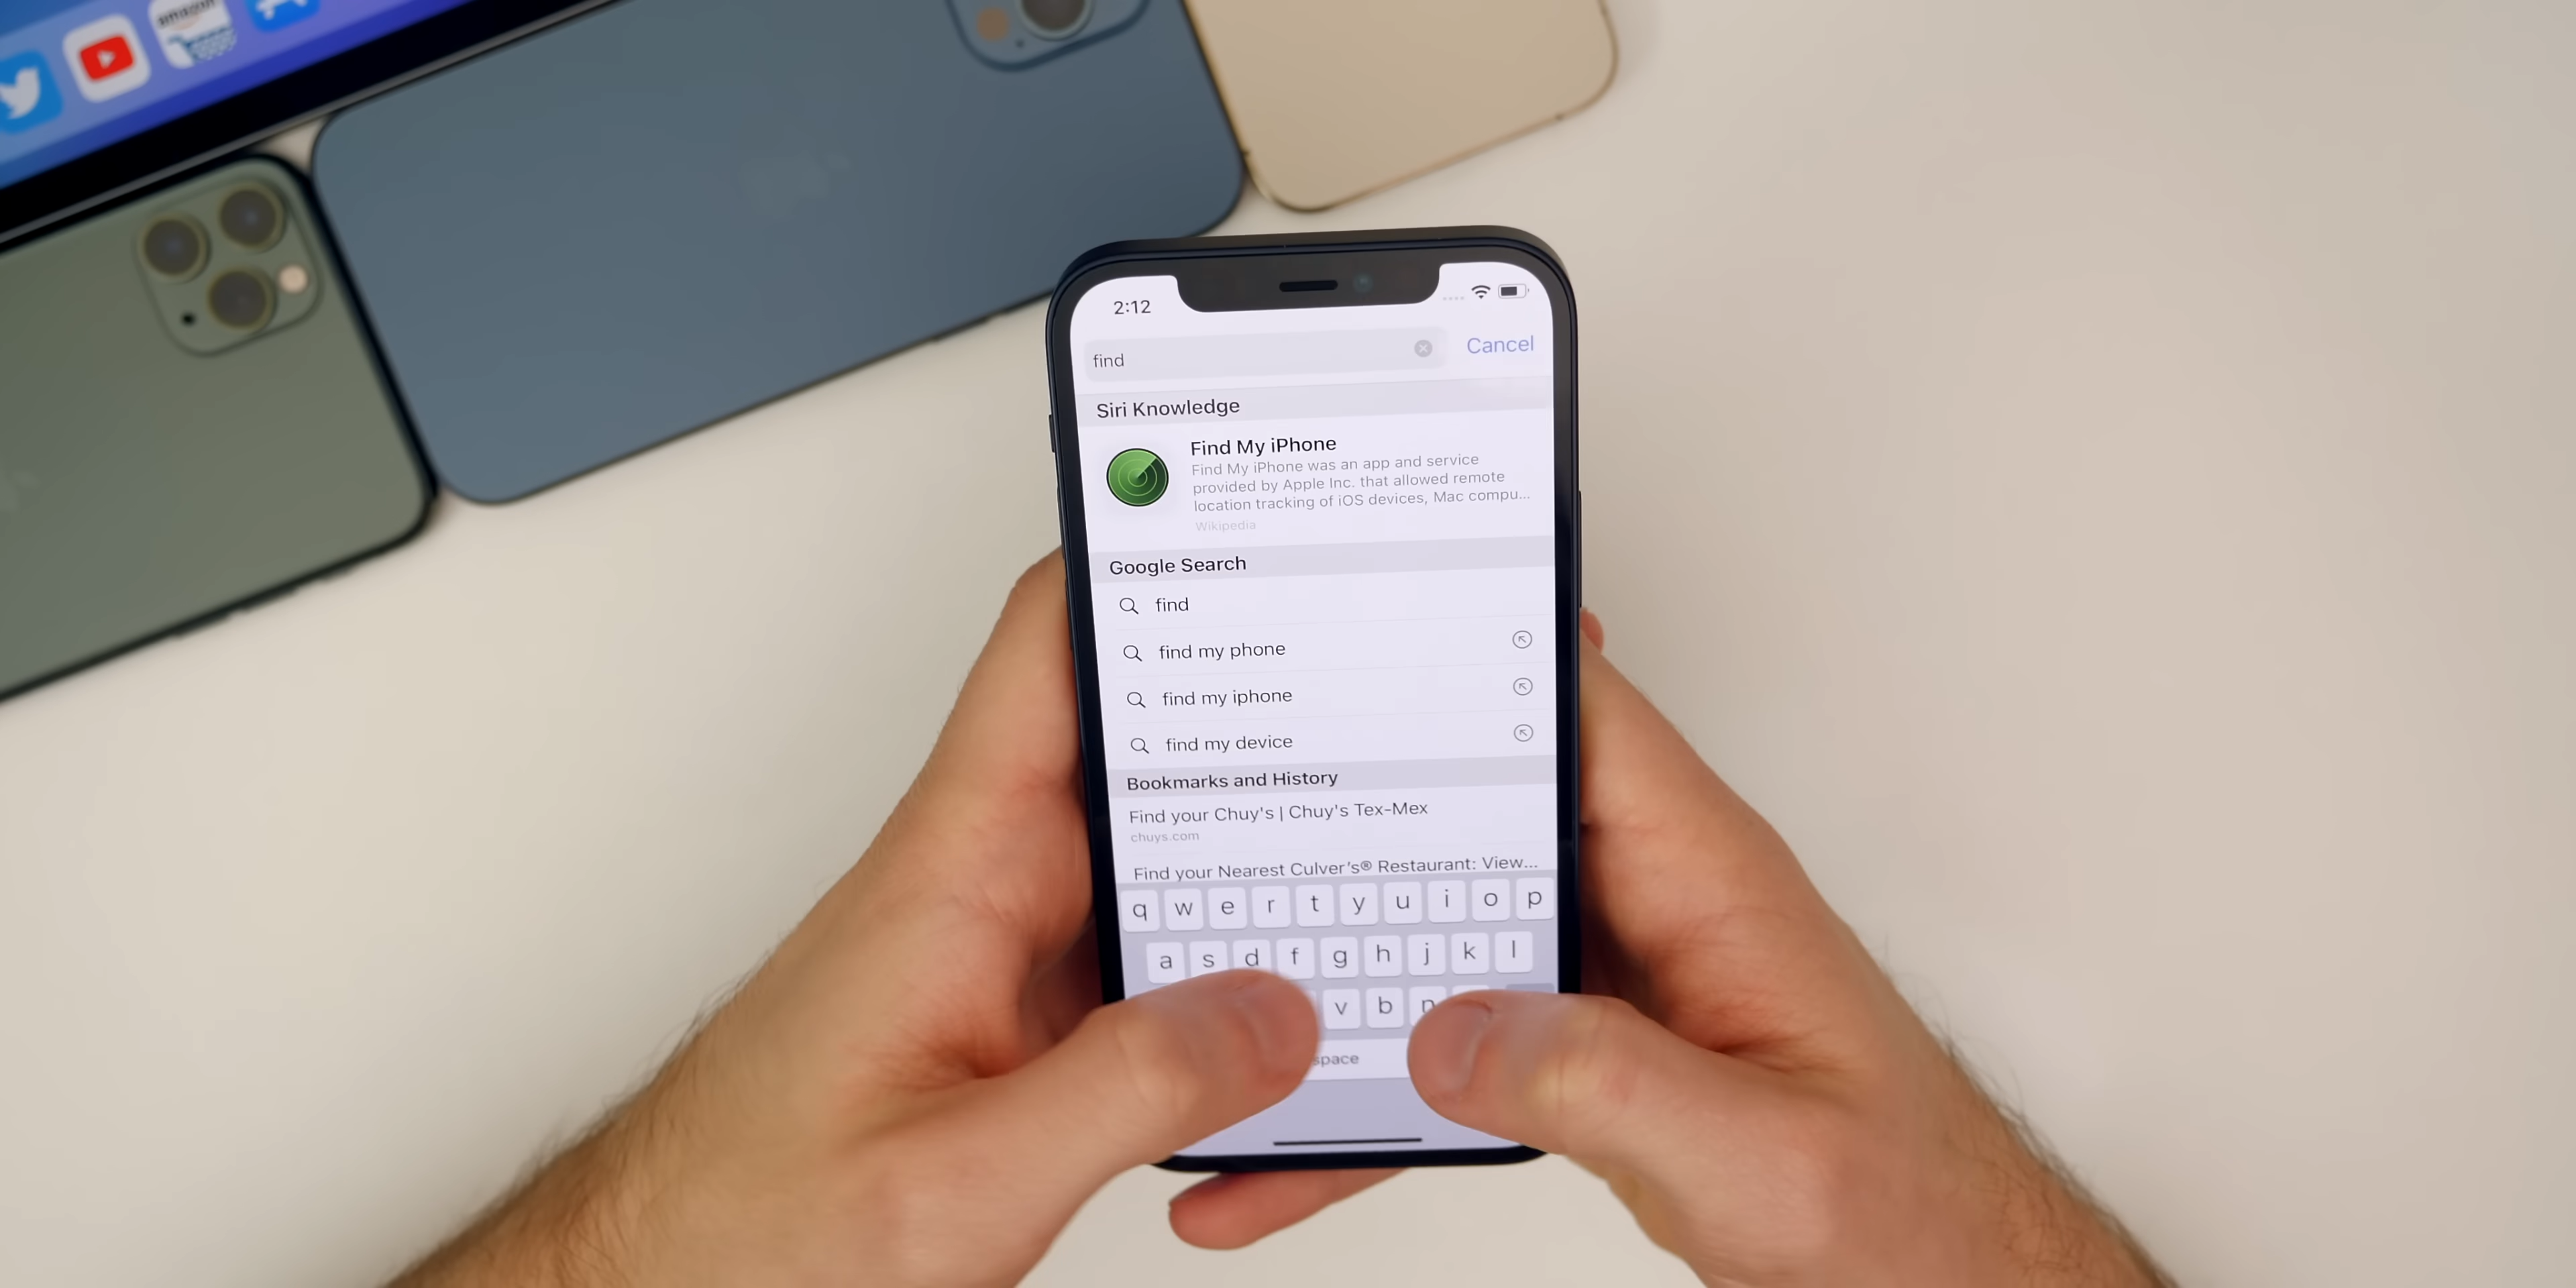 amazon
2:12
find
Cancel
Siri Knowledge
Find My iPhone
Find My iPhone was an app and service
provided by Apple Inc. that allowed remote
location tracking of iOS devices, Mac compu...
Wikipedia
Google Search
find
find my phone
find my iphone
find my device
Bookmarks and History
Find your Chuy's | Chuy's Tex-Mex
chuys.com
Find your Nearest Culver's® Restaurant: View...
q w e r t y u i o p
a s d f g h j k l
v b n
space